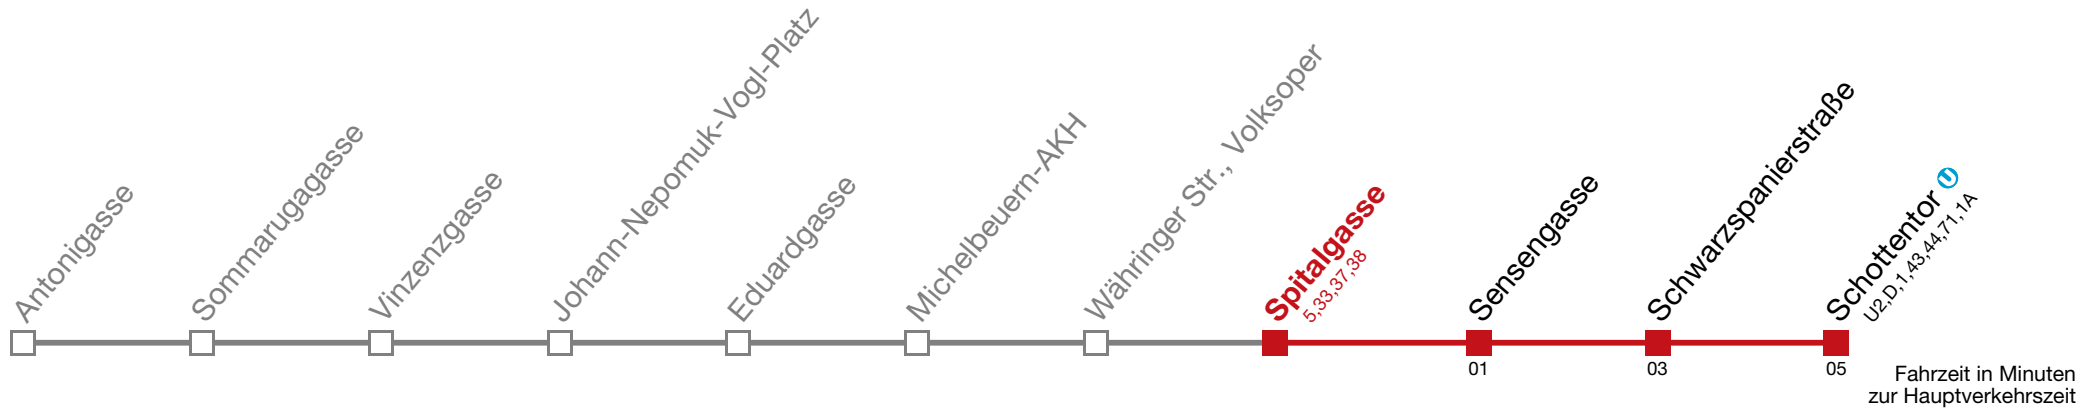 Antonigasse
Sommarugagasse
Vinzenzgasse
Johann-Nepomuk-Vogl-Platz
Eduardgasse
Michelbeuern-AKH
Währinger Str., Volksoper
Spitalgasse
5,33,37,38
Sensengasse
01
Schwarzspanierstraße
03
Schottentor U
U2,D,1,43,44,71,1A
05
Fahrzeit in Minuten
zur Hauptverkehrszeit